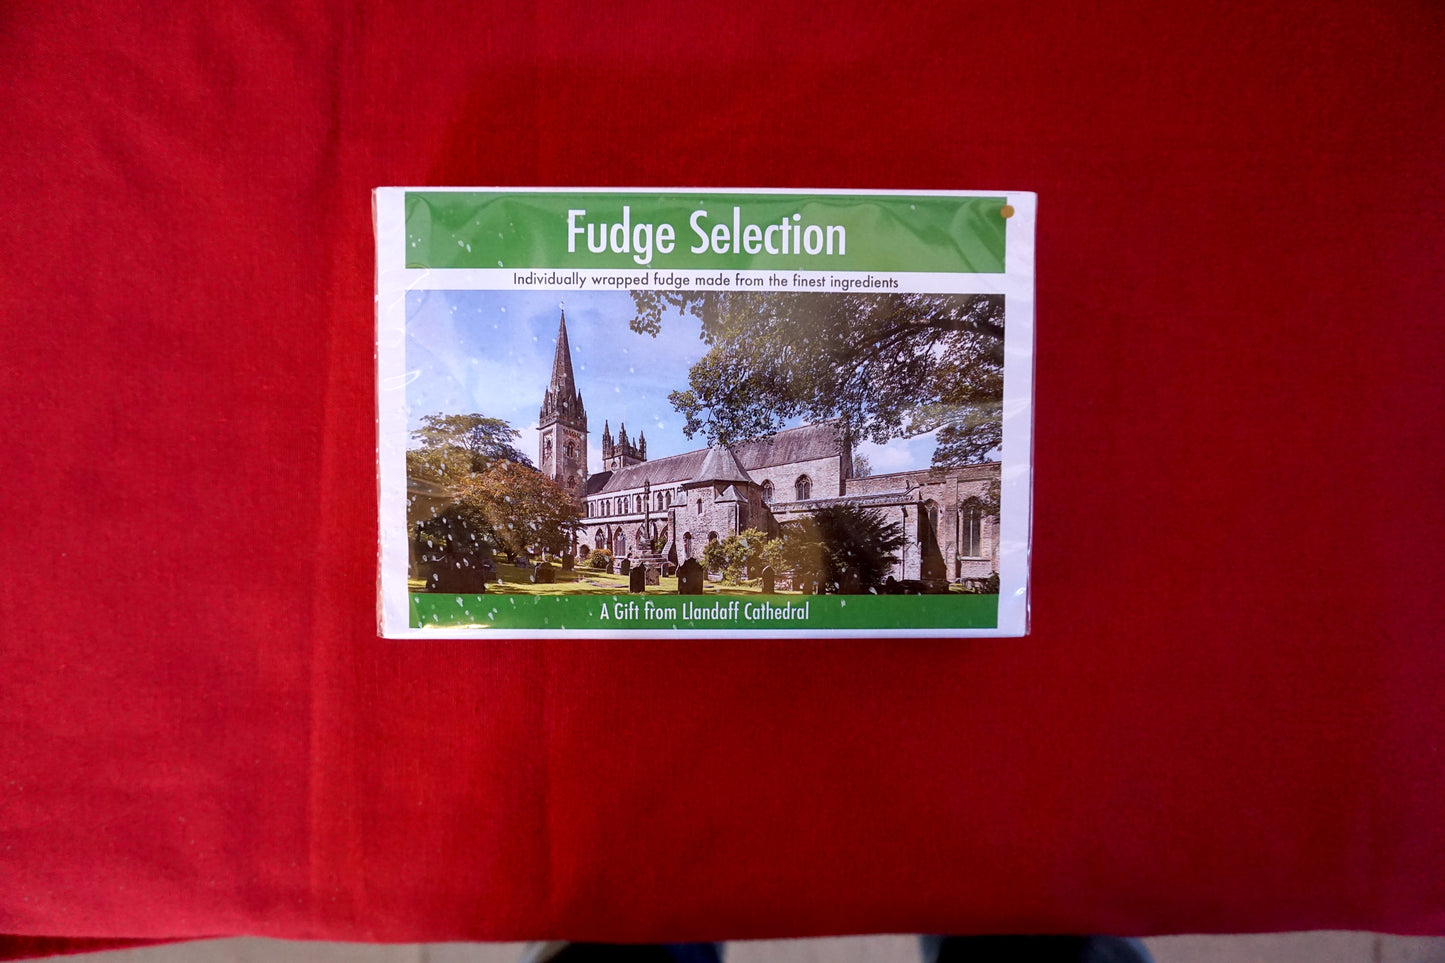 Fudge Selection
Individually wrapped fudge made from the finest ingredients
A Gift from Llandaff Cathedral